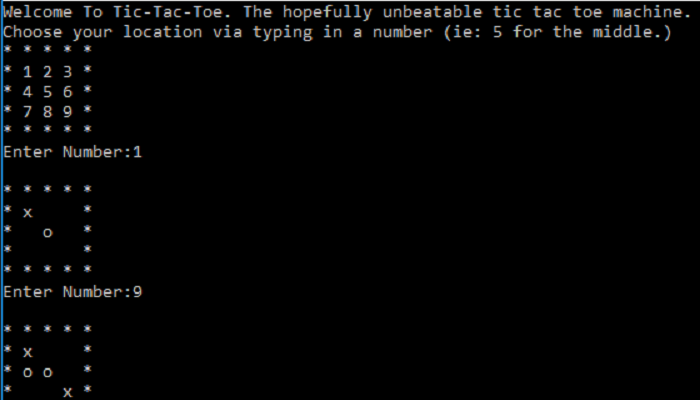 Welcome To Tic-Tac-Toe. The hopefully unbeatable tic tac toe machine.
Choose your location via typing in a number (ie: 5 for the middle.)
* * * * *
* 1 2 3 *
* 4 5 6 *
* 7 8 9 *
* * * * *
Enter Number:1
* * * * *
* x     *
*   o   *
*       *
* * * * *
Enter Number:9
* * * * *
* x     *
* o o   *
*     x *